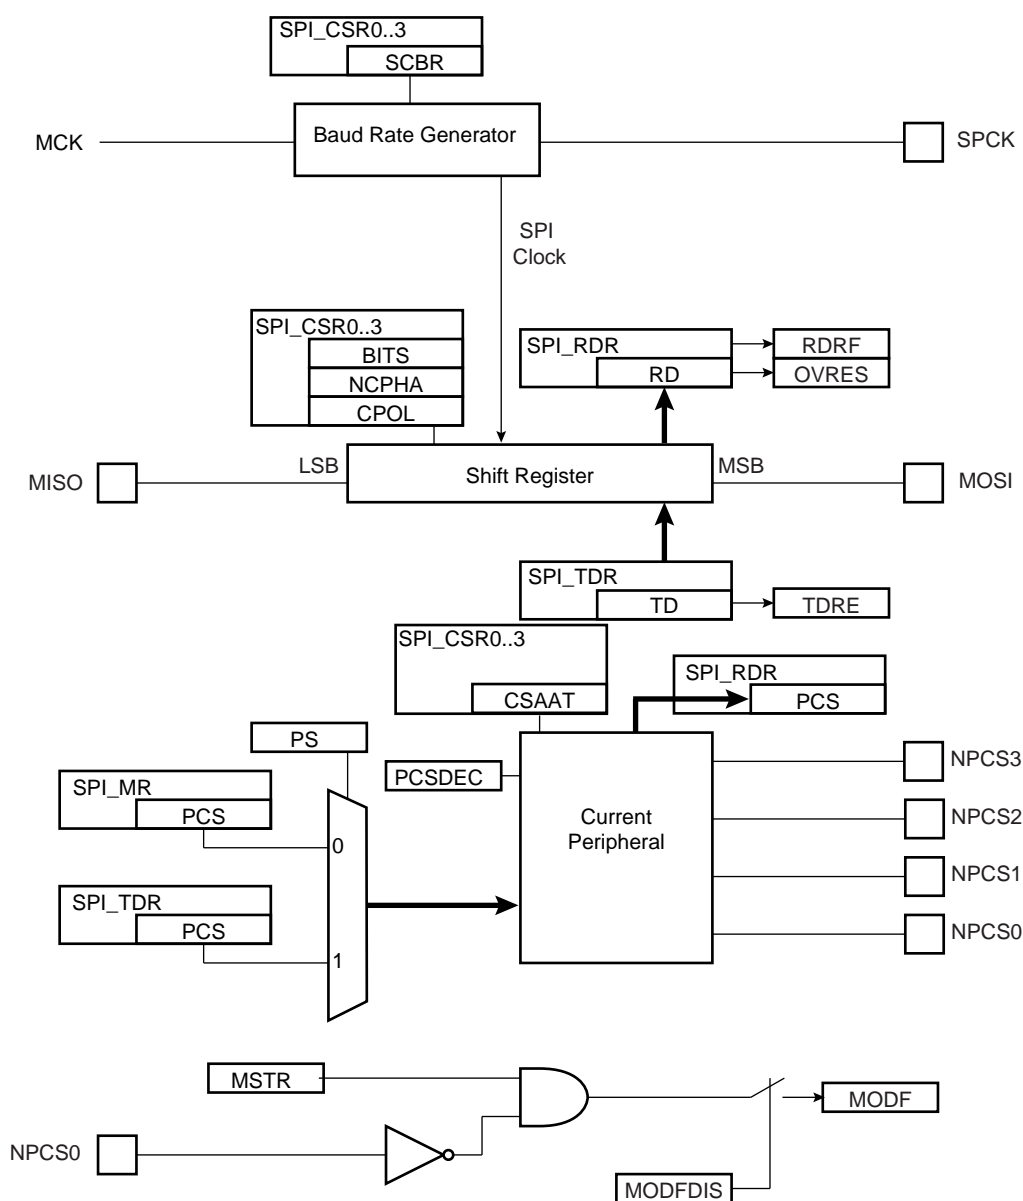 SPI_CSR0..3
SCBR
MCK
Baud Rate Generator
SPCK
SPI
Clock
SPI_CSR0..3
BITS
NCPHA
CPOL
SPI_RDR
RD
RDRF
OVRES
MISO
LSB
Shift Register
MSB
MOSI
SPI_TDR
TD
TDRE
SPI_CSR0..3
CSAAT
SPI_RDR
PCS
PS
PCSDEC
SPI_MR
PCS
0
Current
Peripheral
NPCS3
NPCS2
NPCS1
NPCS0
SPI_TDR
PCS
1
MSTR
MODF
NPCS0
MODFDIS